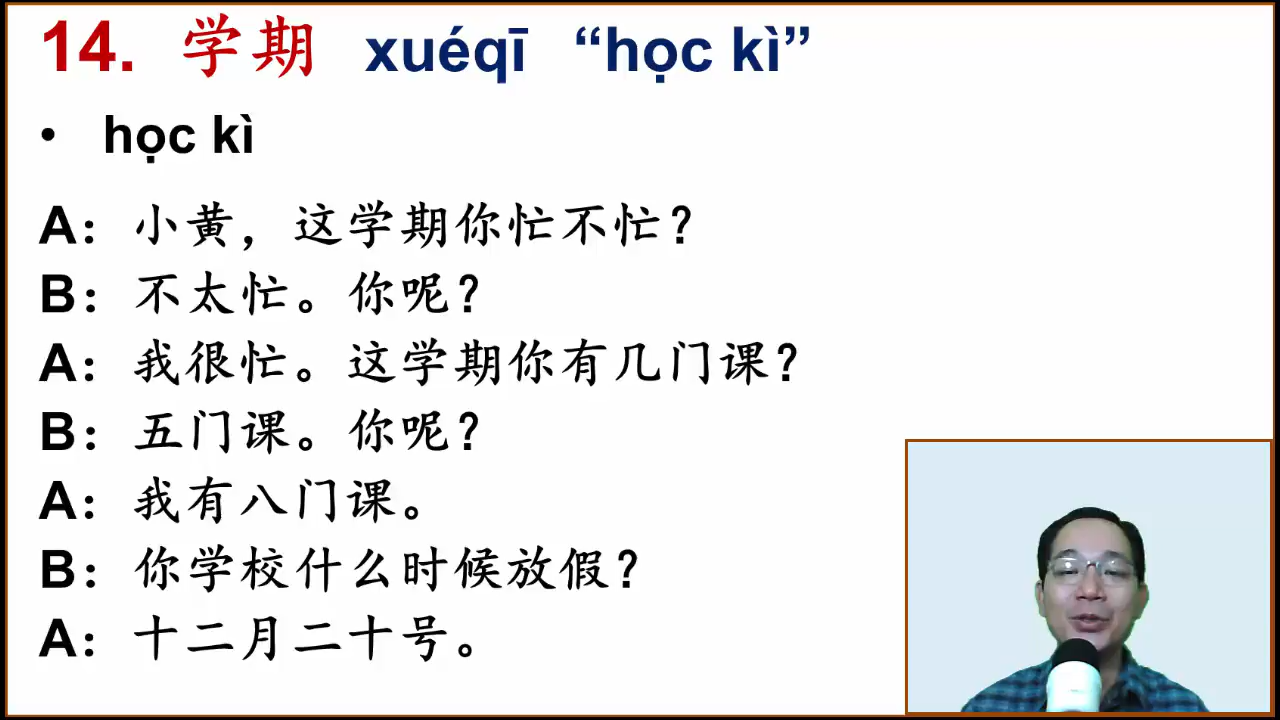 14. 学期 xuéqī “học kì”
• học kì
A：小黄，这学期你忙不忙？
B：不太忙。你呢？
A：我很忙。这学期你有几门课？
B：五门课。你呢？
A：我有八门课。
B：你学校什么时候放假？
A：十二月二十号。